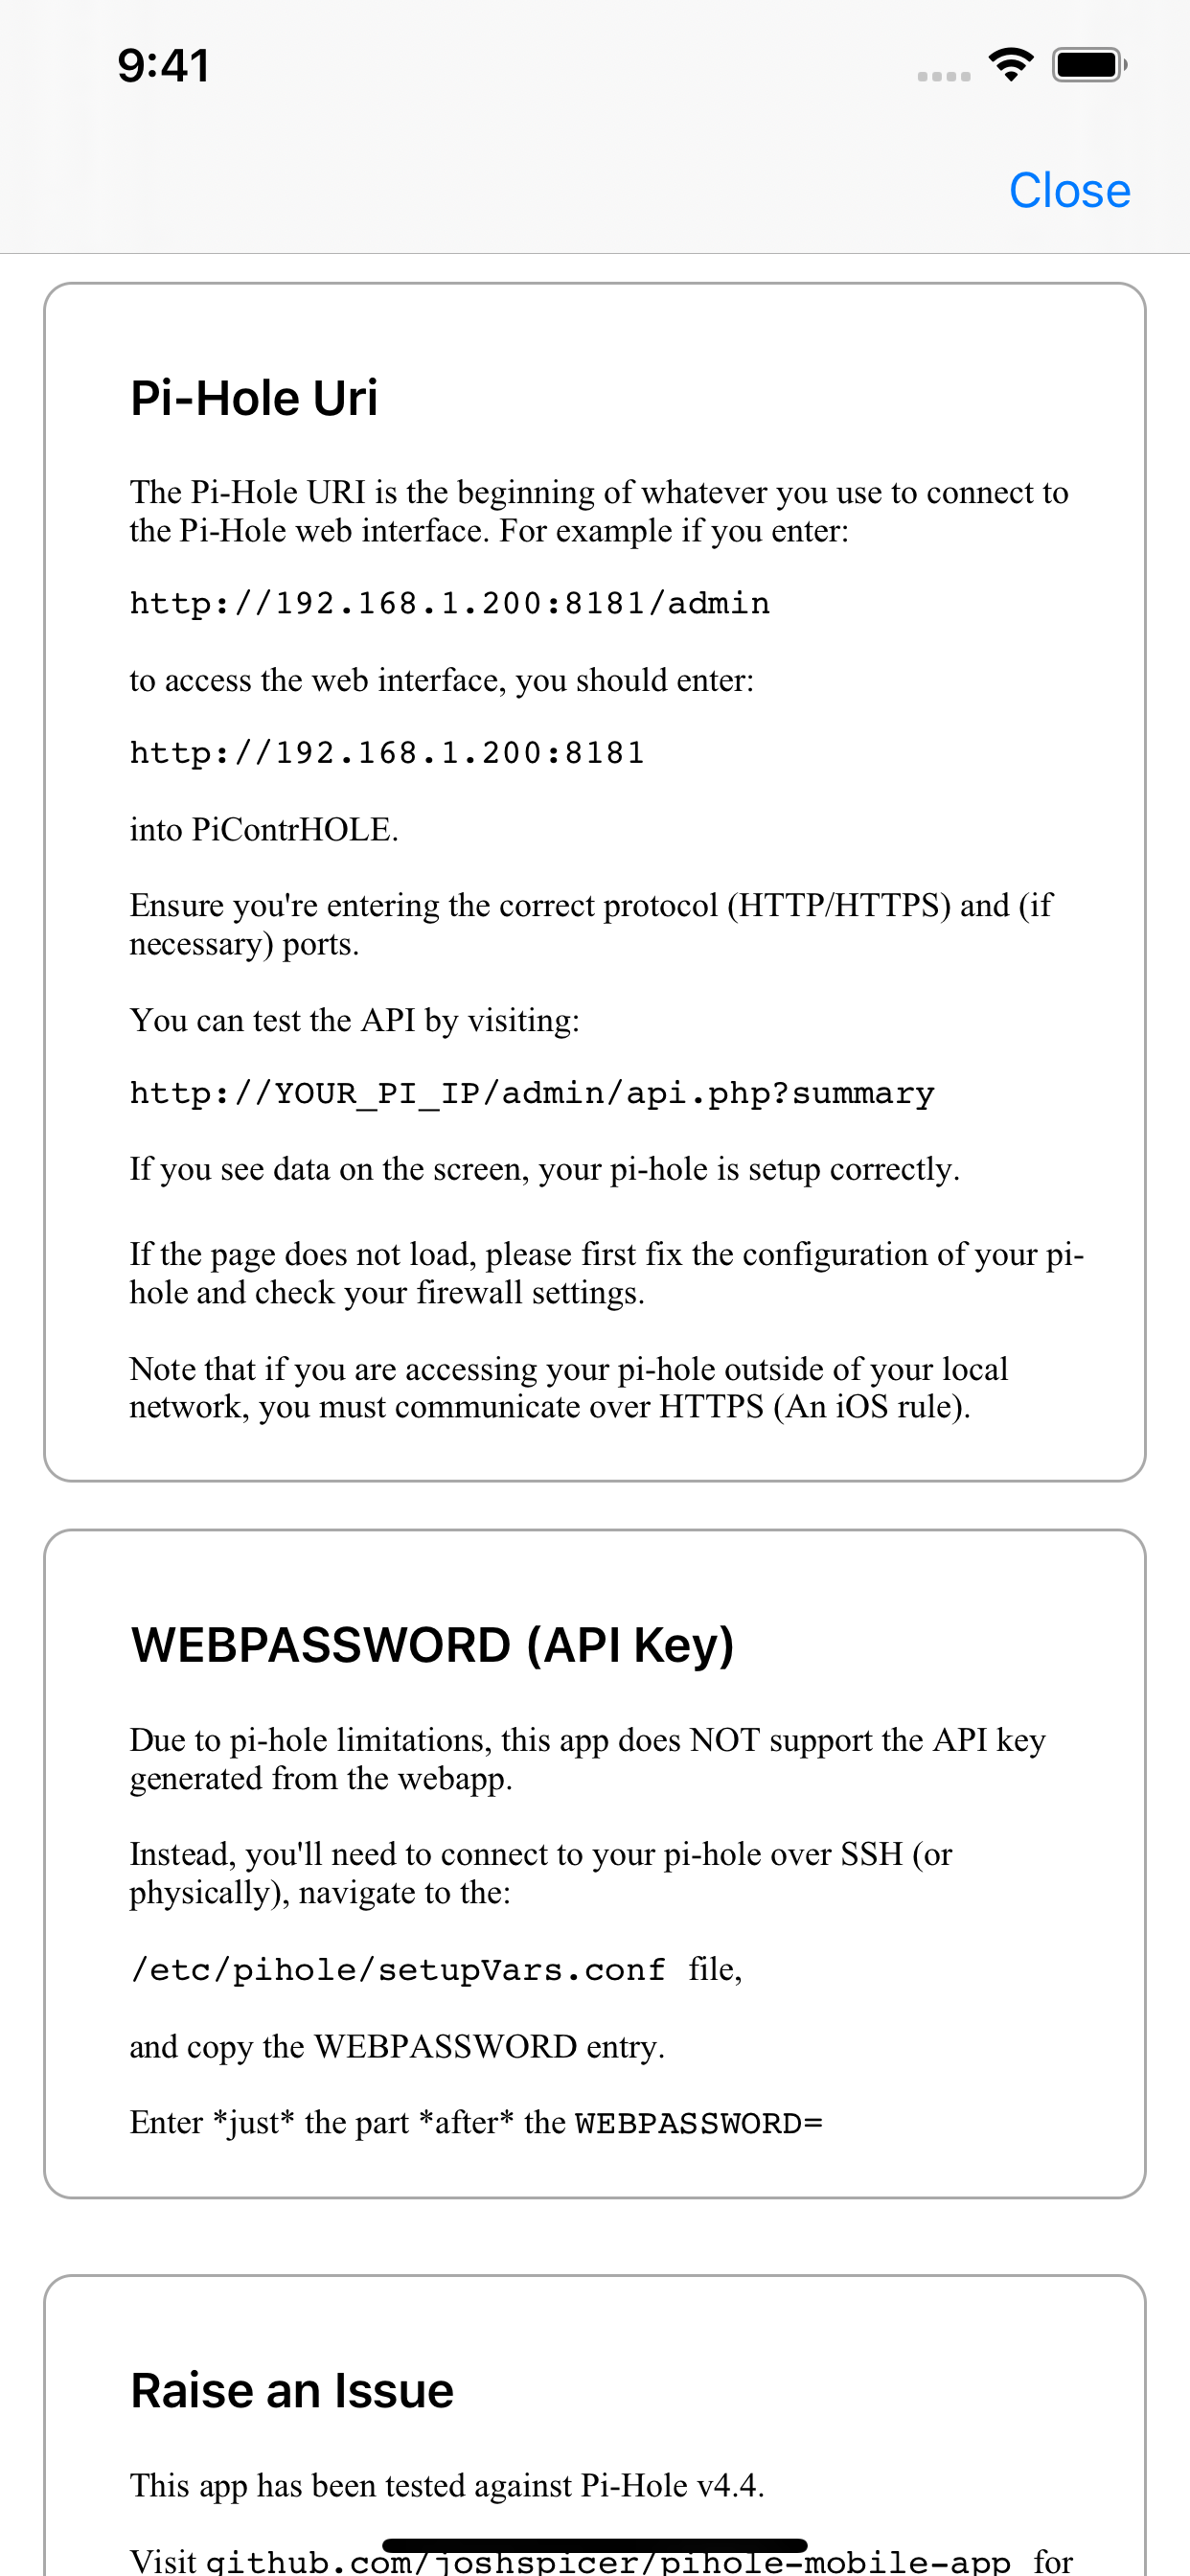 9:41
Close
Pi-Hole Uri
The Pi-Hole URI is the beginning of whatever you use to connect to
the Pi-Hole web interface. For example if you enter:
http://192.168.1.200:8181/admin
to access the web interface, you should enter:
http://192.168.1.200:8181
into PiContrHOLE.
Ensure you're entering the correct protocol (HTTP/HTTPS) and (if
necessary) ports.
You can test the API by visiting:
http://YOUR_PI_IP/admin/api.php?summary
If you see data on the screen, your pi-hole is setup correctly.
If the page does not load, please first fix the configuration of your pi-
hole and check your firewall settings.
Note that if you are accessing your pi-hole outside of your local
network, you must communicate over HTTPS (An iOS rule).
WEBPASSWORD (API Key)
Due to pi-hole limitations, this app does NOT support the API key
generated from the webapp.
Instead, you'll need to connect to your pi-hole over SSH (or
physically), navigate to the:
/etc/pihole/setupVars.conf file,
and copy the WEBPASSWORD entry.
Enter *just* the part *after* the WEBPASSWORD=
Raise an Issue
This app has been tested against Pi-Hole v4.4.
Visit github.com/joshspicer/pihole-mobile-app for